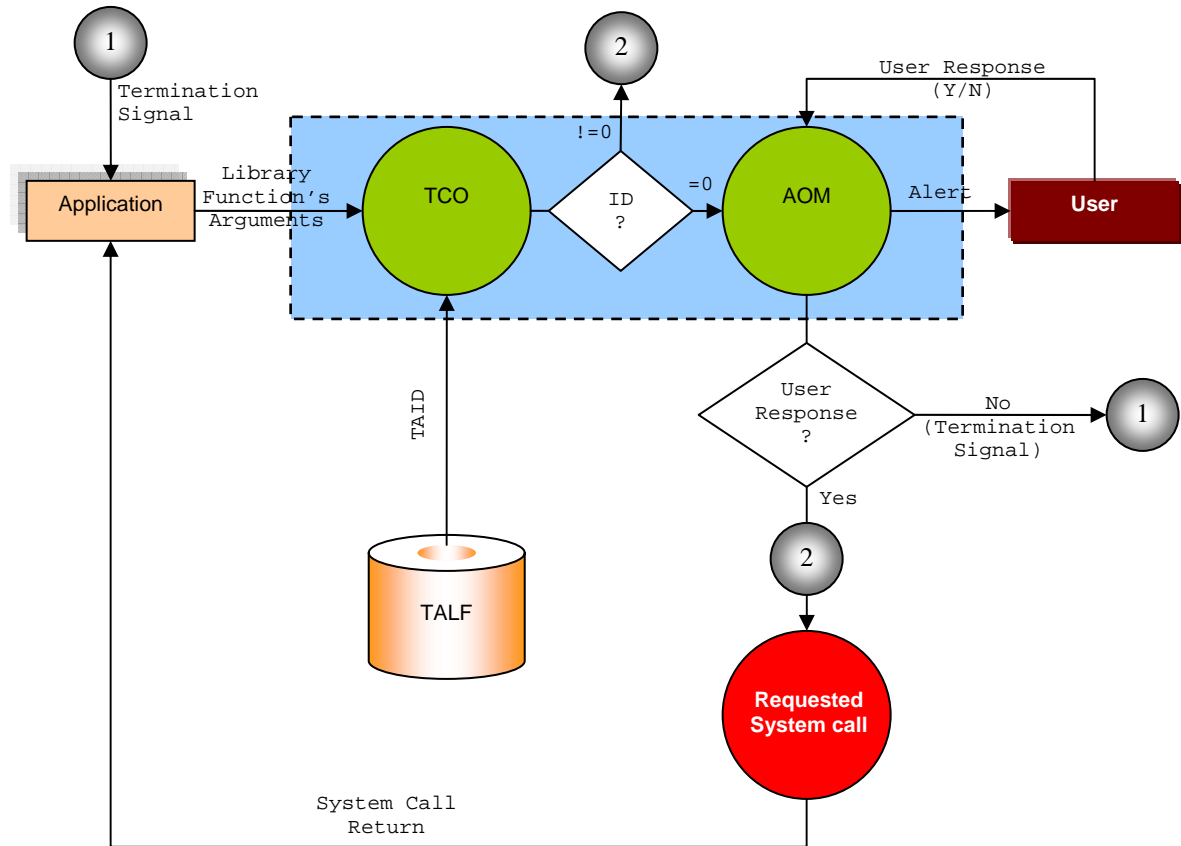 1
Termination
Signal
2
User Response
(Y/N)
!=0
Library
Function's
Arguments
Application
TCO
ID
?
=0
AOM
Alert
User
TAID
User
Response
?
No
(Termination
Signal)
1
Yes
2
TALF
Requested
System call
System Call
Return